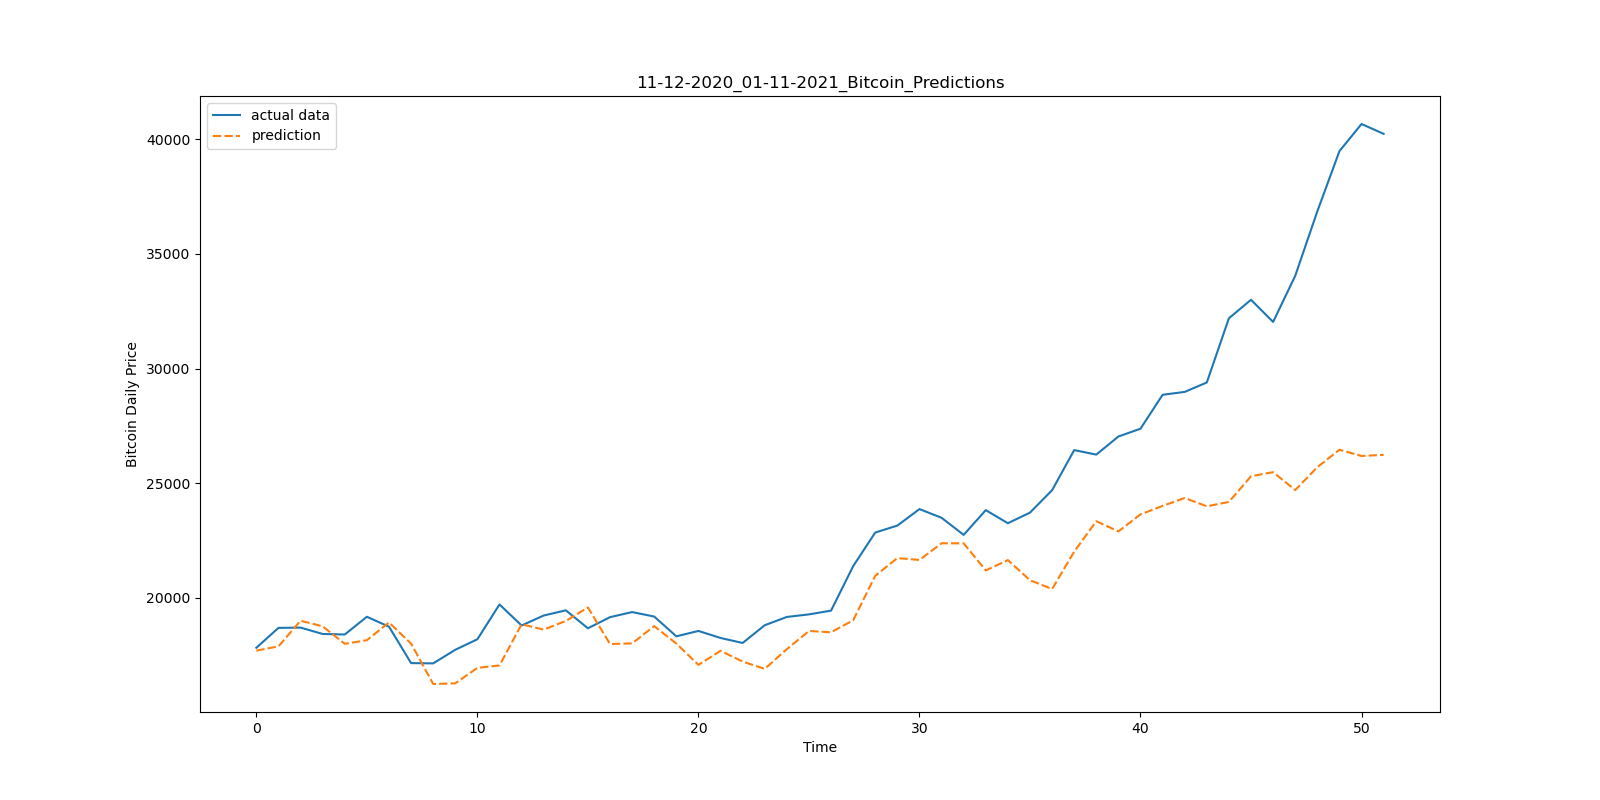 11-12-2020_01-11-2021_Bitcoin_Predictions
actual data
prediction
40000
35000
30000
25000
20000
Bitcoin Daily Price
0 10 20 30 40 50
Time